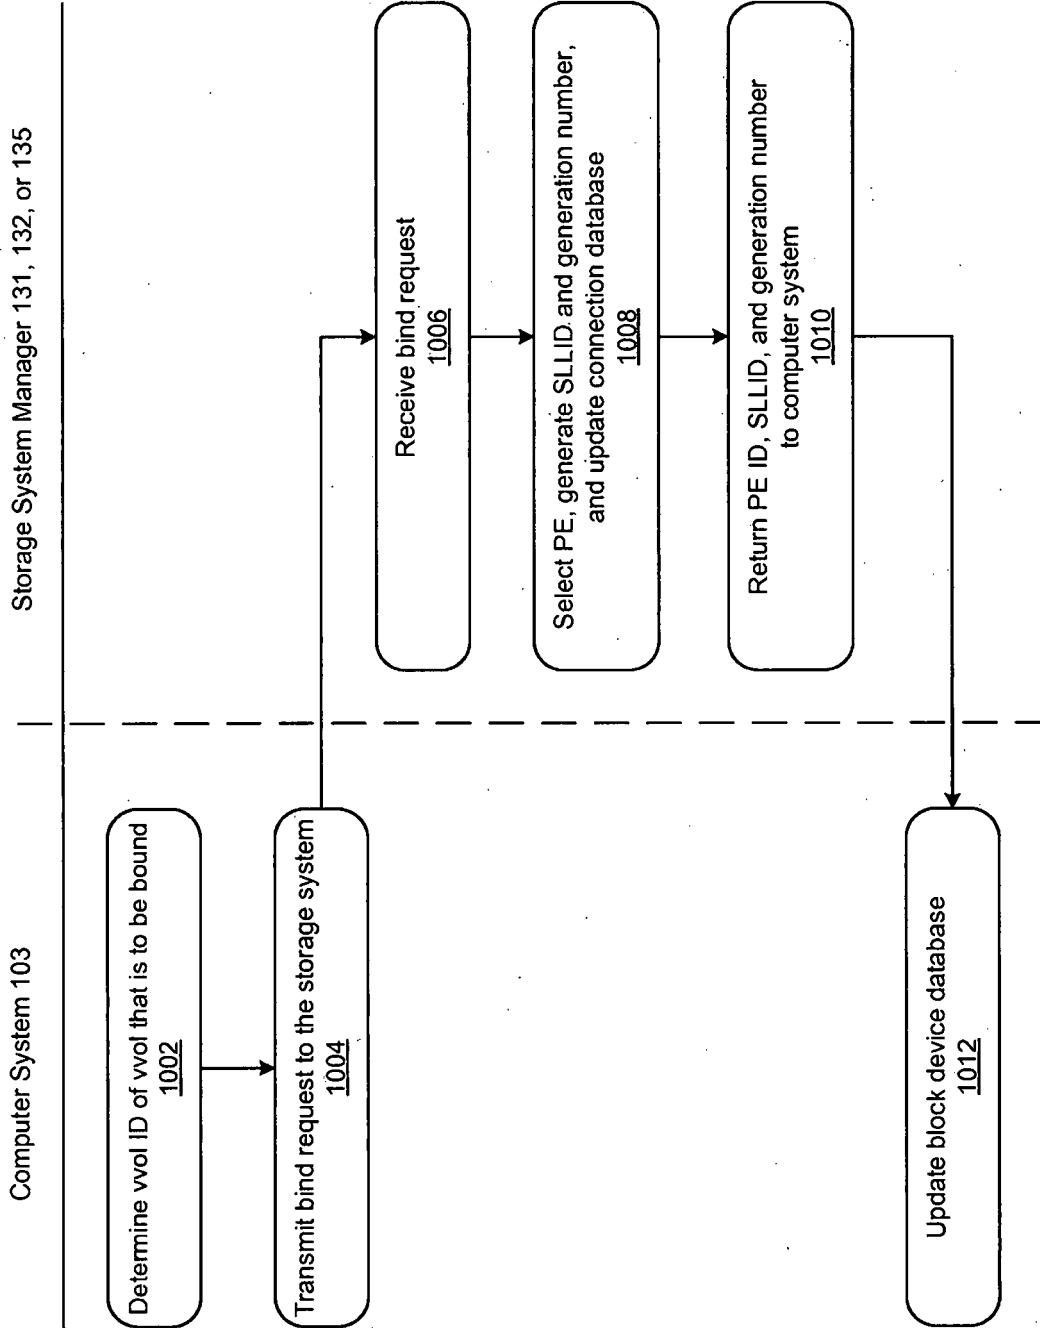 Computer System 103
Storage System Manager 131, 132, or 135
Determine vvol ID of vvol that is to be bound
1002
Transmit bind request to the storage system
1004
Receive bind request
1006
Select PE, generate SLLID and generation number,
and update connection database
1008
Return PE ID, SLLID, and generation number
to computer system
1010
Update block device database
1012